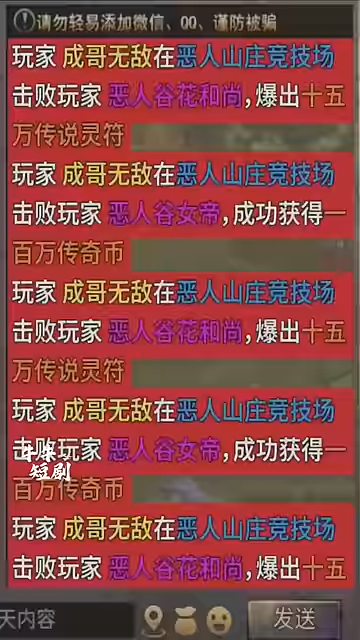 请勿轻易添加微信、QQ、谨防被骗
玩家 成哥无敌在恶人山庄竞技场
击败玩家 恶人谷花和尚,爆出十五
万传说灵符
玩家 成哥无敌在恶人山庄竞技场
击败玩家 恶人谷女帝,成功获得一
百万传奇币
玩家 成哥无敌在恶人山庄竞技场
击败玩家 恶人谷花和尚,爆出十五
万传说灵符
玩家 成哥无敌在恶人山庄竞技场
击败玩家 恶人谷女帝,成功获得一
短剧
百万传奇币
玩家 成哥无敌在恶人山庄竞技场
击败玩家 恶人谷花和尚,爆出十五
天内容
发送